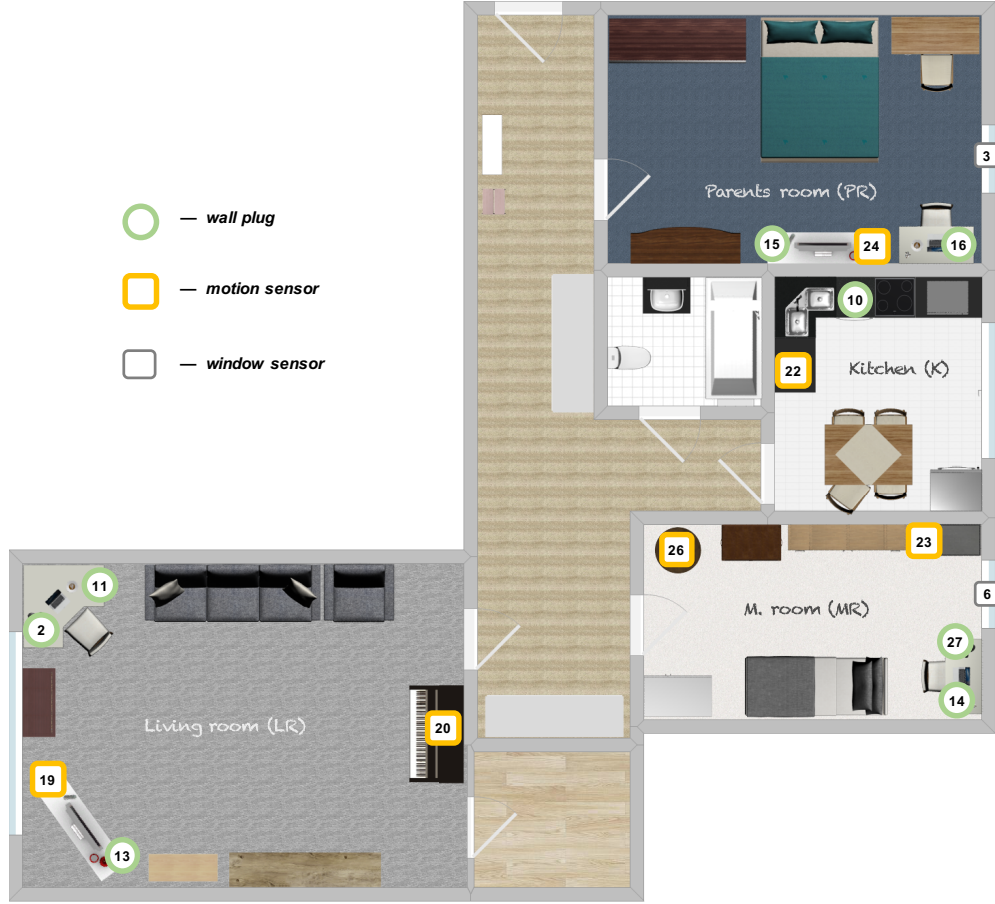 3
Parents room (PR)
— wall plug
15
24
16
— motion sensor
10
— window sensor
22
Kitchen (K)
26
23
11
6
M. room (MR)
2
27
14
Living room (LR)
20
19
13